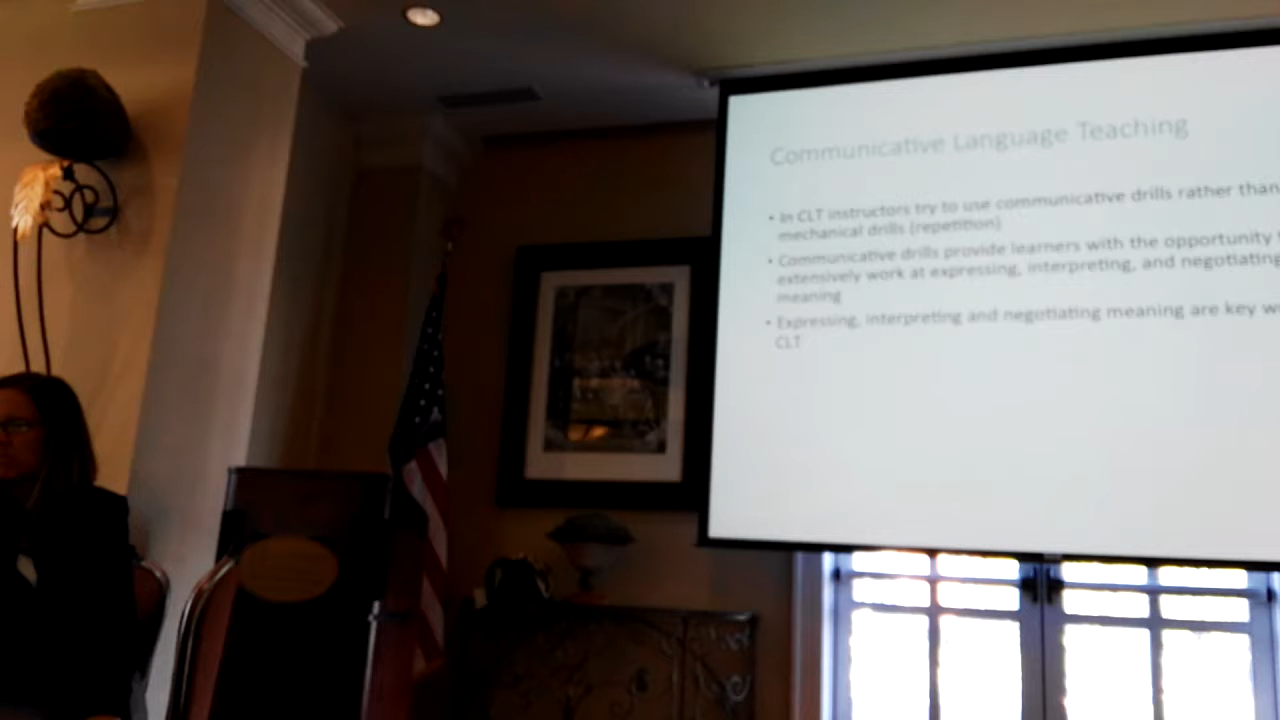 Communicative Language Teaching
• In CLT instructors try to use communicative drills rather than
mechanical drills (repetition)
• Communicative drills provide learners with the opportunity
extensively work at expressing, interpreting, and negotiating
meaning
• Expressing, interpreting and negotiating meaning are key
CLT